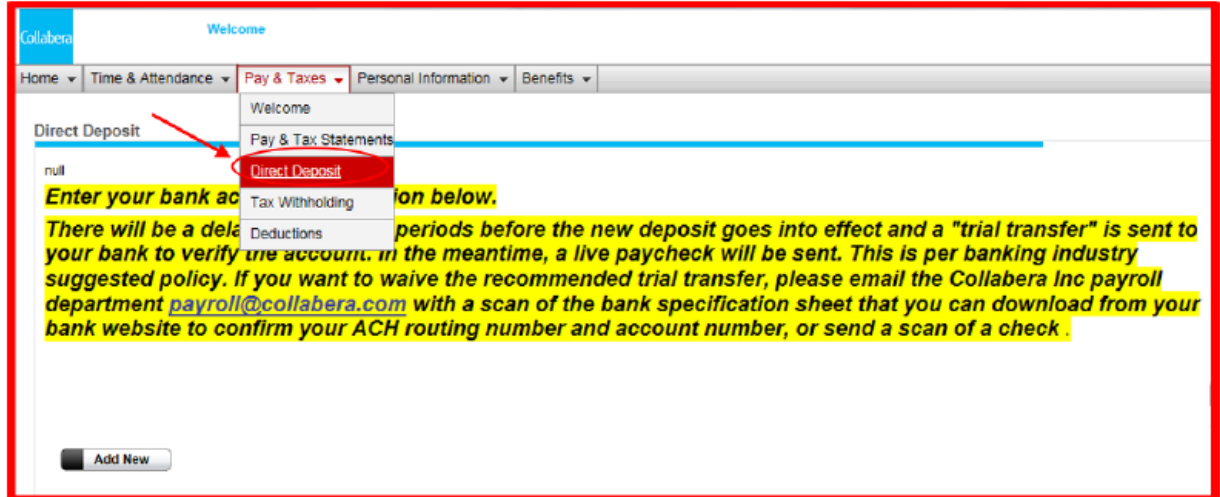 Collabera
Welcome
Home Time & Attendance Pay & Taxes Personal Information Benefits
Welcome
Direct Deposit
Pay & Tax Statements
null
Direct Deposit
Enter your bank ac ion below.
Tax Withholding
There will be a dela periods before the new deposit goes into effect and a "trial transfer" is sent to
Deductions
your bank to verify the account. In the meantime, a live paycheck will be sent. This is per banking industry
suggested policy. If you want to waive the recommended trial transfer, please email the Collabera Inc payroll
department payroll@collabera.com with a scan of the bank specification sheet that you can download from your
bank website to confirm your ACH routing number and account number, or send a scan of a check .
Add New